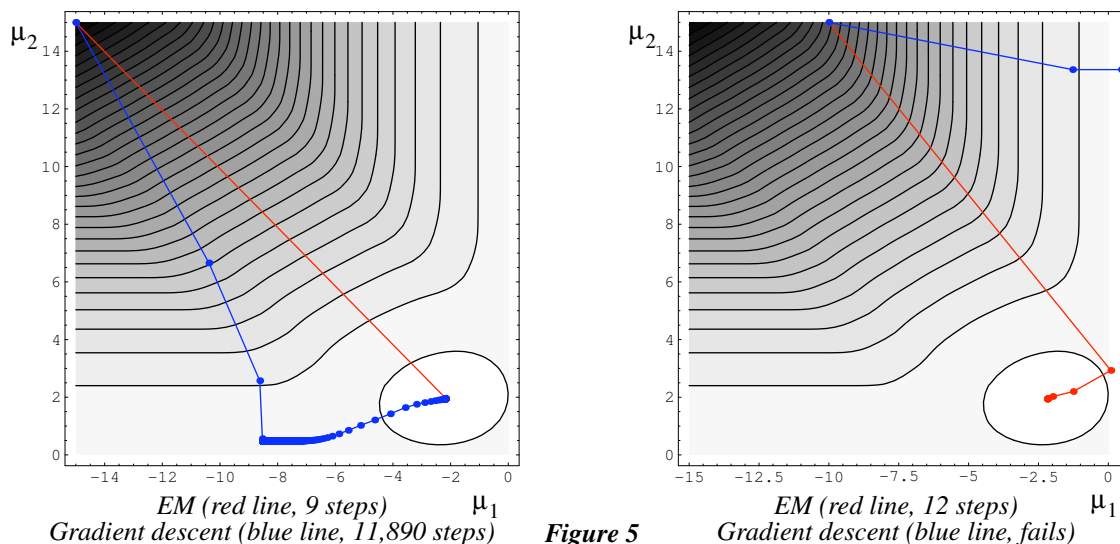 μ2
14
12
10
8
6
4
2
0
-14 -12 -10 -8 -6 -4 -2 0
μ1
EM (red line, 9 steps)
Gradient descent (blue line, 11,890 steps)
Figure 5
μ2
14
12
10
8
6
4
2
0
-15 -12.5 -10 -7.5 -5 -2.5 0
μ1
EM (red line, 12 steps)
Gradient descent (blue line, fails)